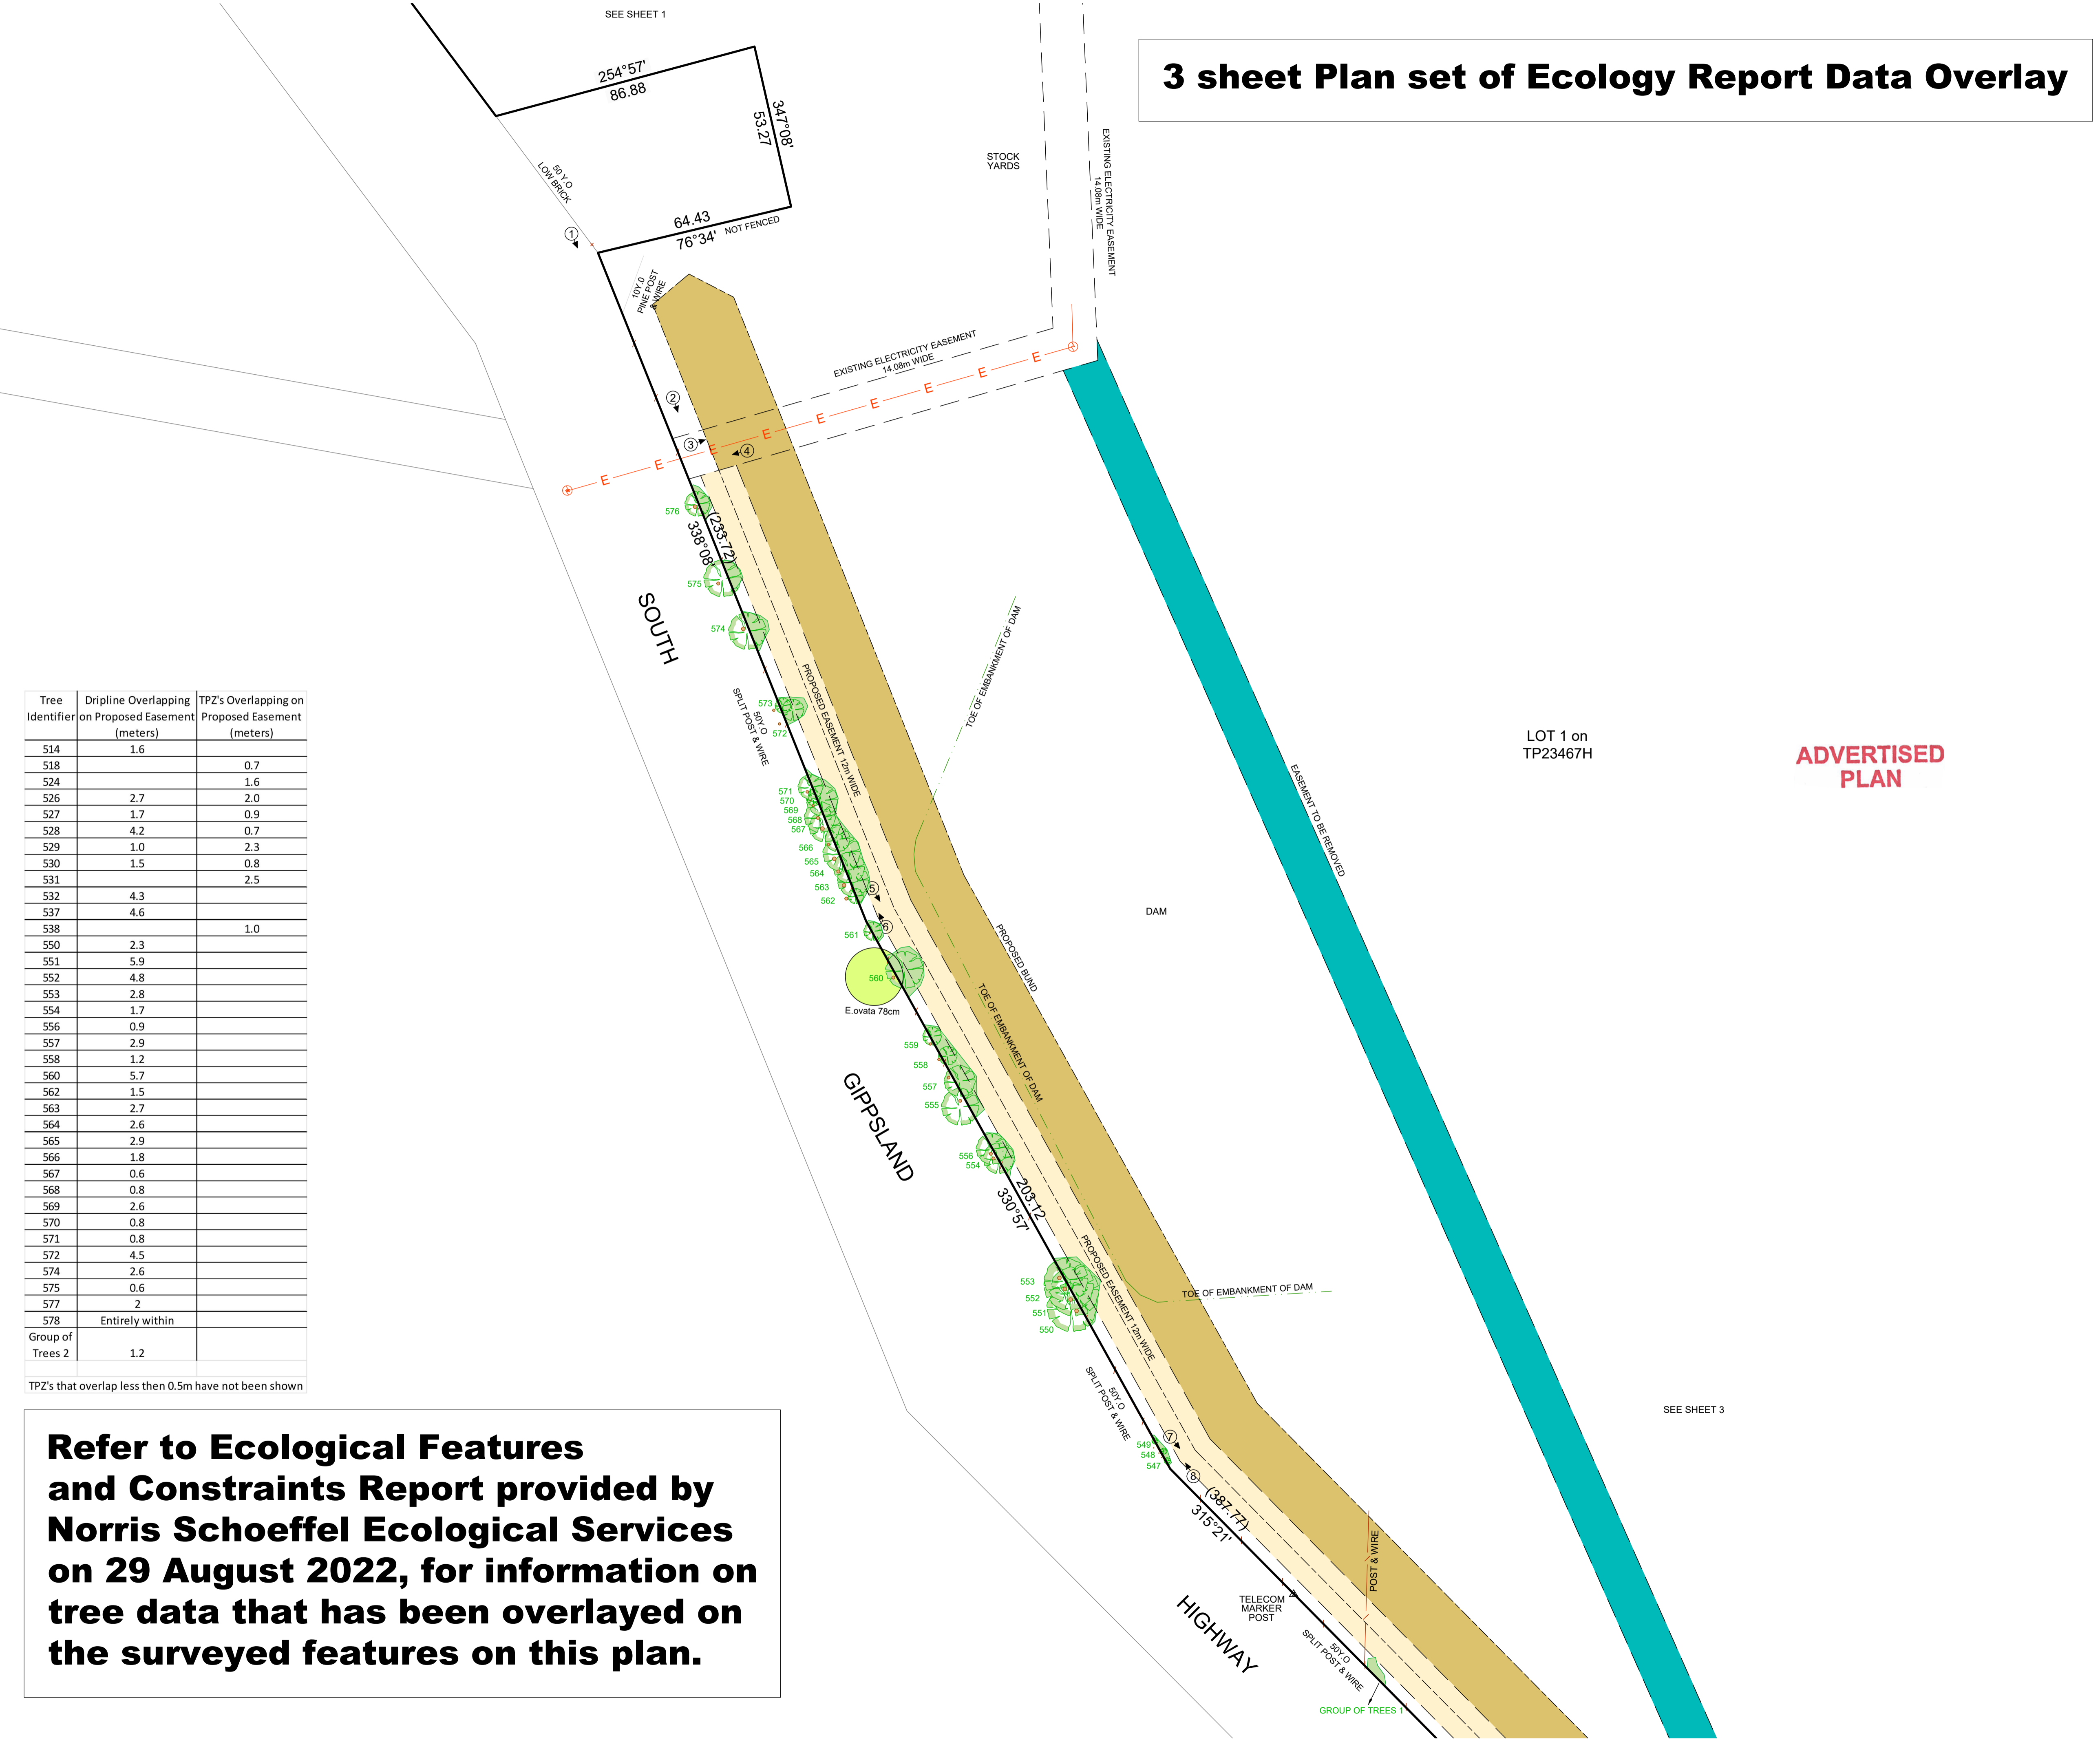 SEE SHEET 1
3 sheet Plan set of Ecology Report Data Overlay
254°57'
86.88
347°08'
53.27
50 Y.O
LOW BRICK
STOCK
YARDS
EXISTING ELECTRICITY EASEMENT
14.08m WIDE
64.43
76°34'
NOT FENCED
1
10Y.0
PINE POST
& WIRE
EXISTING ELECTRICITY EASEMENT
14.08m WIDE
2
3
4
E
E
E
E
E
E
E
E
E
576
(233.72)
338°08'
575
574
SOUTH
573
572
50Y.O
SPLIT POST & WIRE
PROPOSED EASEMENT 12m WIDE
TOE OF EMBANKMENT OF DAM
571
570
569
568
567
566
565
564
563
562
5
6
561
560
E.ovata 78cm
LOT 1 on
TP23467H
ADVERTISED
PLAN
EASEMENT TO BE REMOVED
DAM
PROPOSED BUND
TOE OF EMBANKMENT OF DAM
559
558
557
555
556
554
GIPPSLAND
203.12
330°57'
553
552
551
550
PROPOSED EASEMENT 12m WIDE
TOE OF EMBANKMENT OF DAM
50Y.O
SPLIT POST & WIRE
SEE SHEET 3
549
548
547
7
8
(387.77)
315°21'
POST & WIRE
TELECOM
MARKER
POST
HIGHWAY
50Y.O
SPLIT POST & WIRE
GROUP OF TREES 1
Tree Dripline Overlapping TPZ's Overlapping on
Identifier on Proposed Easement Proposed Easement
(meters) (meters)
514 1.6
518 0.7
524 1.6
526 2.7 2.0
527 1.7 0.9
528 4.2 0.7
529 1.0 2.3
530 1.5 0.8
531 2.5
532 4.3
537 4.6
538 1.0
550 2.3
551 5.9
552 4.8
553 2.8
554 1.7
556 0.9
557 2.9
558 1.2
560 5.7
562 1.5
563 2.7
564 2.6
565 2.9
566 1.8
567 0.6
568 0.8
569 2.6
570 0.8
571 0.8
572 4.5
574 2.6
575 0.6
577 2
578 Entirely within
Group of
Trees 2 1.2
TPZ's that overlap less then 0.5m have not been shown
Refer to Ecological Features
and Constraints Report provided by
Norris Schoeffel Ecological Services
on 29 August 2022, for information on
tree data that has been overlayed on
the surveyed features on this plan.